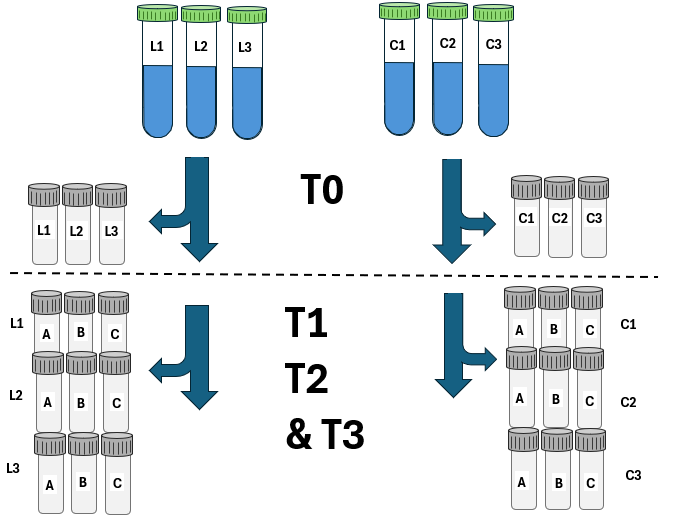 L1 L2 L3 C1 C2 C3
T0
L1 L2 L3 C1 C2 C3
T1
T2
& T3
L1 A B C
L2 A B C
L3 A B C
A B C C1
A B C C2
A B C C3